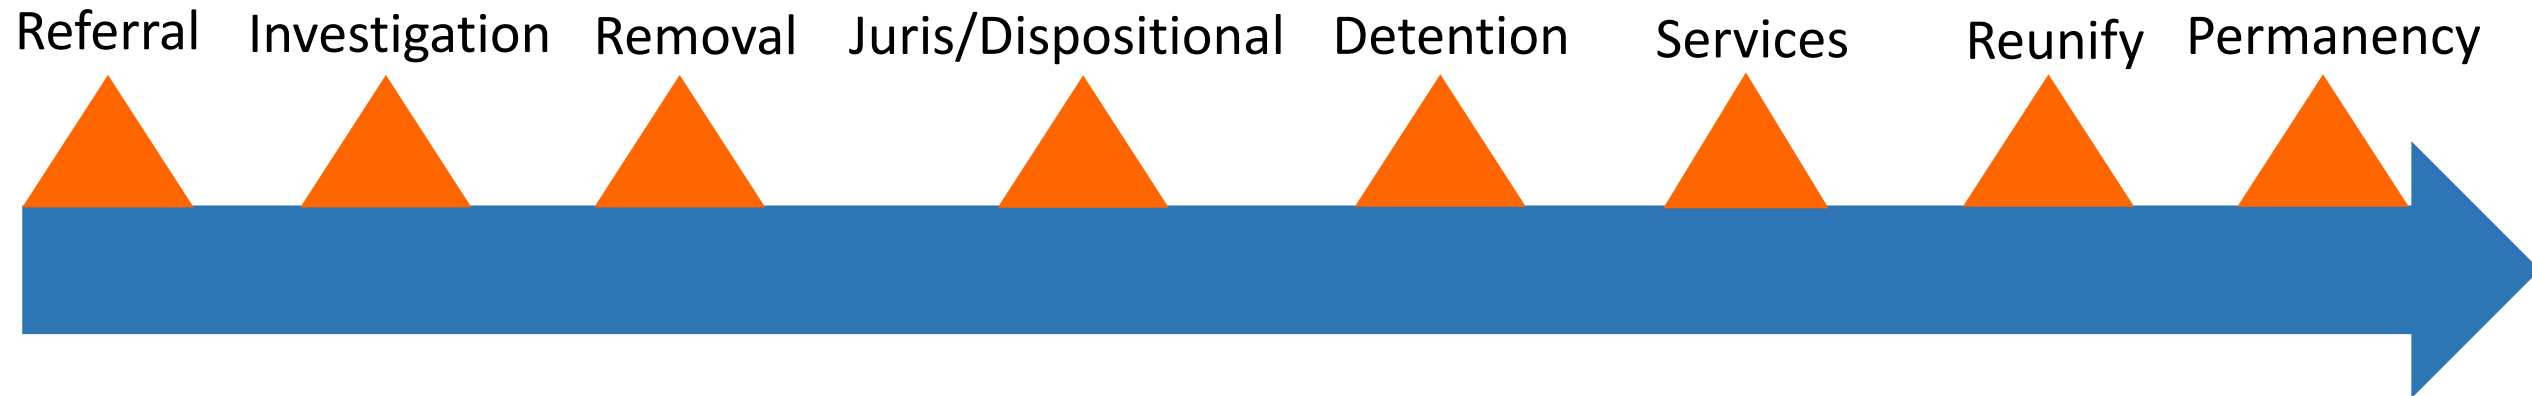 Referral Investigation Removal Juris/Dispositional Detention Services Reunify Permanency